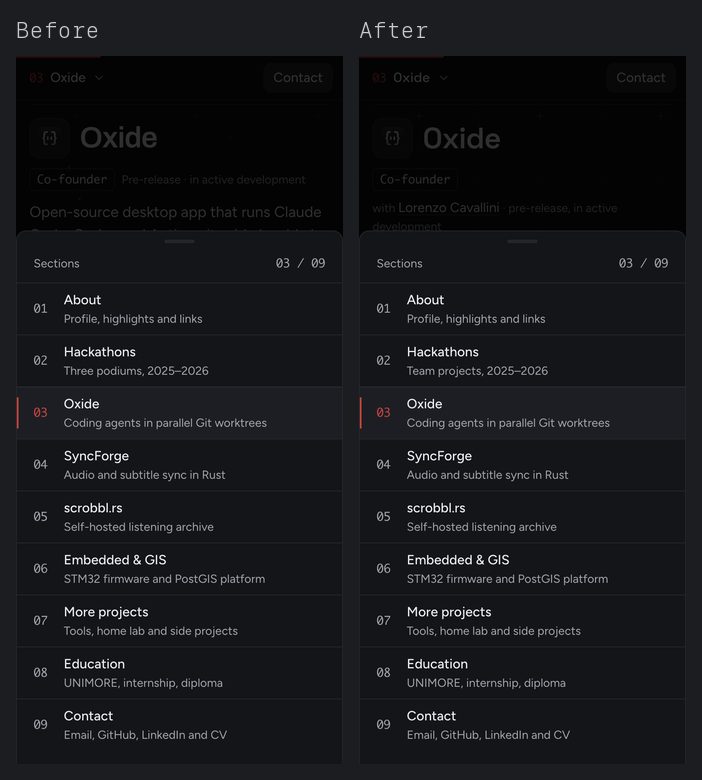 Before
03 Oxide
Contact
Oxide
Co-founder Pre-release · in active development
Open-source desktop app that runs Claude
Sections 03 / 09
01 About
Profile, highlights and links
02 Hackathons
Three podiums, 2025–2026
03 Oxide
Coding agents in parallel Git worktrees
04 SyncForge
Audio and subtitle sync in Rust
05 scrobbl.rs
Self-hosted listening archive
06 Embedded & GIS
STM32 firmware and PostGIS platform
07 More projects
Tools, home lab and side projects
08 Education
UNIMORE, internship, diploma
09 Contact
Email, GitHub, LinkedIn and CV
After
03 Oxide
Contact
Oxide
Co-founder
with Lorenzo Cavallini · pre-release, in active
development
Sections 03 / 09
01 About
Profile, highlights and links
02 Hackathons
Team projects, 2025–2026
03 Oxide
Coding agents in parallel Git worktrees
04 SyncForge
Audio and subtitle sync in Rust
05 scrobbl.rs
Self-hosted listening archive
06 Embedded & GIS
STM32 firmware and PostGIS platform
07 More projects
Tools, home lab and side projects
08 Education
UNIMORE, internship, diploma
09 Contact
Email, GitHub, LinkedIn and CV